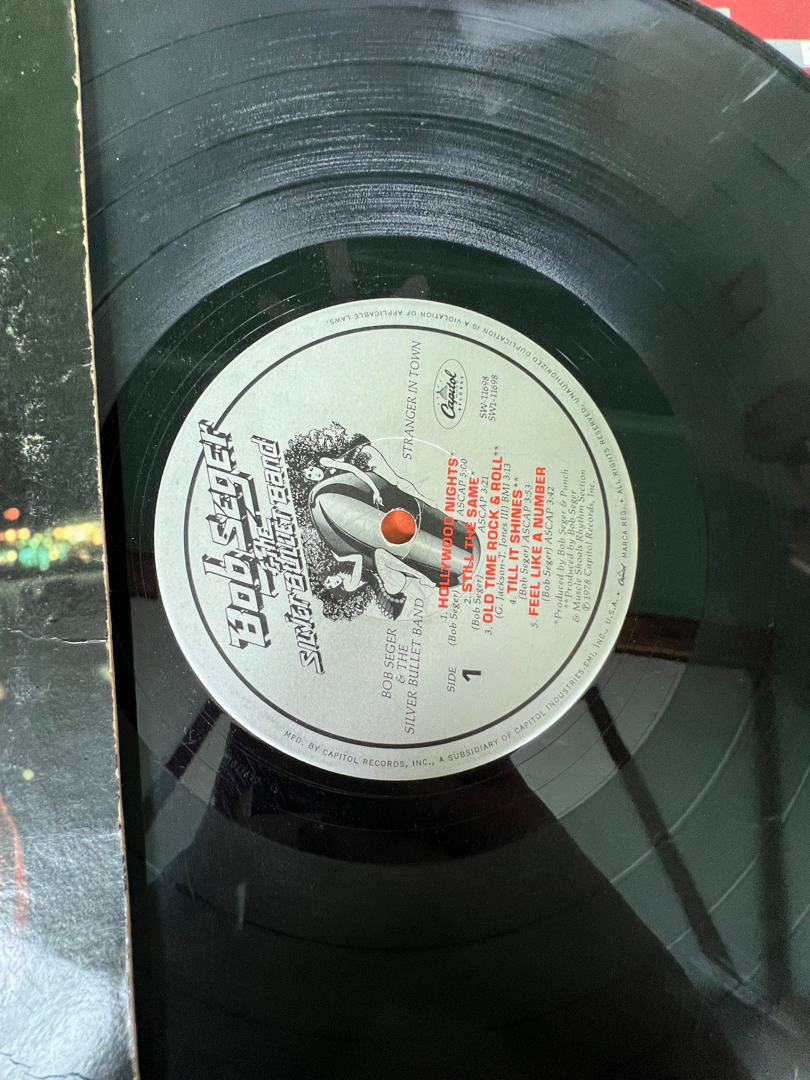 Bob Seger
& the
Silver Bullet Band
BOB SEGER
& THE
SILVER BULLET BAND
STRANGER IN TOWN
Capitol
RECORDS
SW-11698
SW1-11698
SIDE
1
1. HOLLYWOOD NIGHTS*
(Bob Seger) ASCAP 5:00
2. STILL THE SAME*
(Bob Seger) ASCAP 3:21
3. OLD TIME ROCK & ROLL**
(G. Jackson-T. Jones III) BMI 3:13
4. TILL IT SHINES**
(Bob Seger) ASCAP 3:53
5. FEEL LIKE A NUMBER
(Bob Seger) ASCAP 3:42
*Produced by Bob Seger & Punch
**Produced by Bob Seger
& Muscle Shoals Rhythm Section
℗1978 Capitol Records, Inc.
MFD. BY CAPITOL RECORDS, INC., A SUBSIDIARY OF CAPITOL INDUSTRIES-EMI, INC., U.S.A. • Capitol MARCA REG. • ALL RIGHTS RESERVED. UNAUTHORIZED DUPLICATION IS A VIOLATION OF APPLICABLE LAWS.